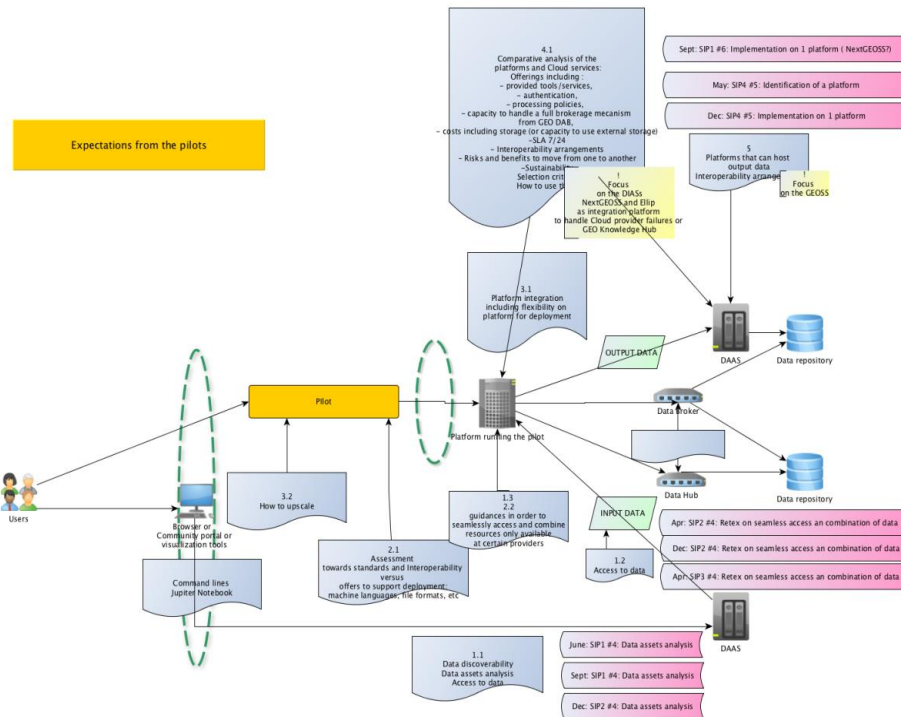 4.1
Comparative analysis of the
platforms and Cloud services:
Offerings including :
- provided tools/services,
- authentication,
- processing policies,
- capacity to handle a full brokerage mecanism
from GEO DAB,
- costs including storage (or capacity to use external storage)
-SLA 7/24
- Interoperability arrangements
- Risks and benefits to move from one to another
-Sustainability
Selection
How to use
Sept: SIP1 #6: Implementation on 1 platform ( NextGEOSS?)
May: SIP4 #5: Identification of a platform
Dec: SIP4 #5: Implementation on 1 platform
Expectations from the pilots
5
Platforms that can host
output data
Interoperability
!
Focus
on the GEOSS
!
Focus
on the DIASs
NextGEOSS and Ellip
as integration platform
to handle Cloud provider failures or
GEO Knowledge Hub
3.1
Platform integration
including flexibility on
platform for deployment
OUTPUT DATA
DAAS
Data repository
Pilot
Platform running the pilot
Data Broker
Data Hub
Data repository
Users
Browser or
Community portal or
visualization tools
3.2
How to upscale
1.3
2.2
guidances in order to
seamlessly access and combine
resources only available
at certain providers
INPUT DATA
1.2
Access to data
Apr: SIP2 #4: Retex on seamless access an combination of data
Dec: SIP2 #4: Retex on seamless access an combination of data
Apr: SIP3 #4: Retex on seamless access an combination of data
2.1
Assessment
towards standards and Interoperability
versus
offers to support deployment:
machine languages, file formats, etc
Command lines
Jupiter Notebook
DAAS
1.1
Data discoverability
Data assets analysis
Access to data
June: SIP1 #4: Data assets analysis
Sept: SIP1 #4: Data assets analysis
Dec: SIP2 #4: Data assets analysis